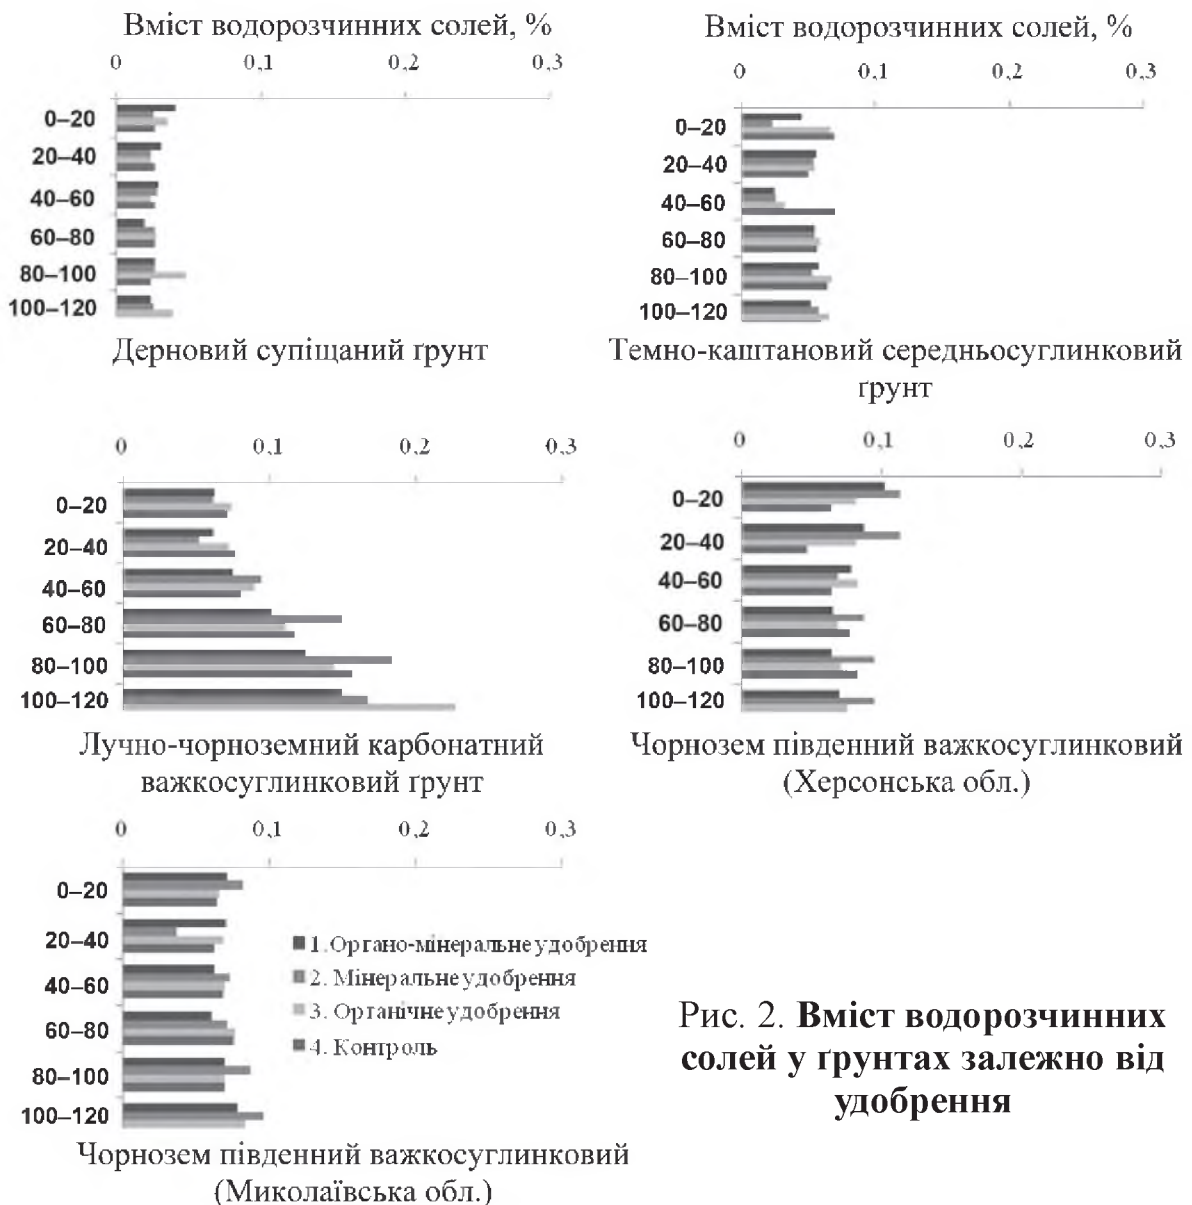 Вміст водорозчинних солей, %
0 0,1 0,2 0,3
0–20
20–40
40–60
60–80
80–100
100–120
Дерновий супіщаний ґрунт
Вміст водорозчинних солей, %
0 0,1 0,2 0,3
0–20
20–40
40–60
60–80
80–100
100–120
Темно-каштановий середньосуглинковий
ґрунт
0 0,1 0,2 0,3
0–20
20–40
40–60
60–80
80–100
100–120
Лучно-чорноземний карбонатний
важкосуглинковий ґрунт
0 0,1 0,2 0,3
0–20
20–40
40–60
60–80
80–100
100–120
Чорнозем південний важкосуглинковий
(Херсонська обл.)
0 0,1 0,2 0,3
0–20
20–40
40–60
60–80
80–100
100–120
1. Органо-мінеральне удобрення
2. Мінеральне удобрення
3. Органічне удобрення
4. Контроль
Чорнозем південний важкосуглинковий
(Миколаївська обл.)
Рис. 2. Вміст водорозчинних
солей у ґрунтах залежно від
удобрення